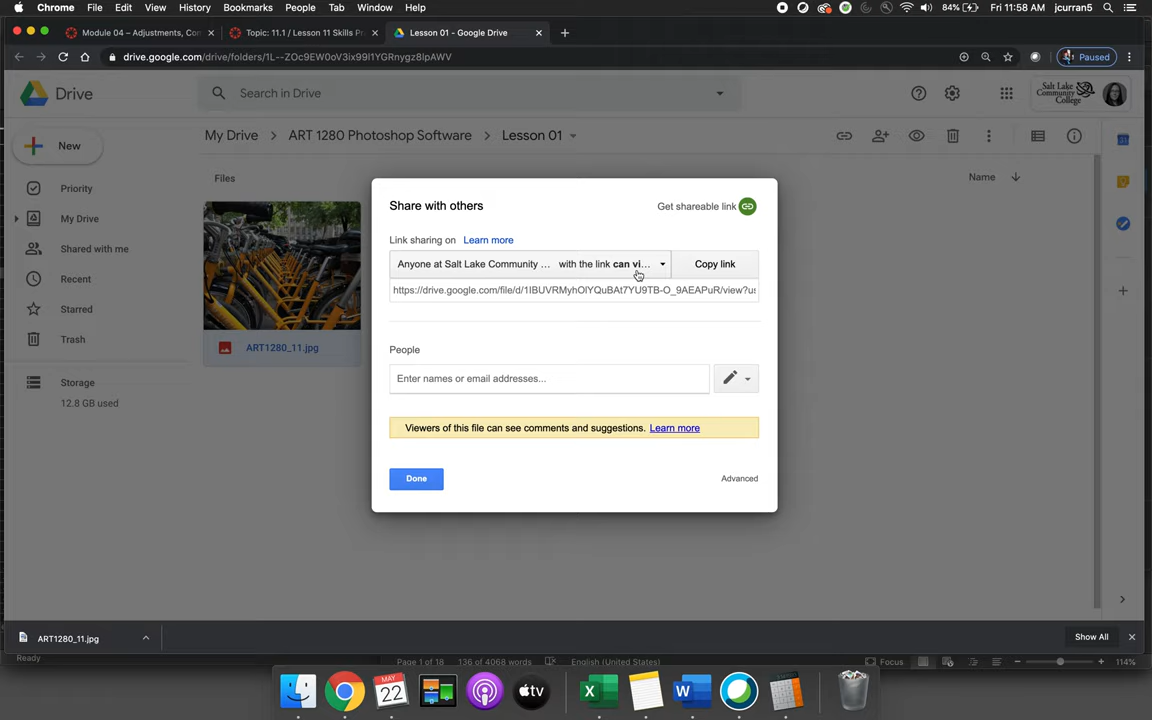 Chrome File Edit View History Bookmarks People Tab Window Help 84% Fri 11:58 AM jcurran5
Module 04 – Adjustments, Co Topic: 11.1 / Lesson 11 Skills Pr Lesson 01 - Google Drive
drive.google.com/drive/folders/1L--ZOc9EW0oV3ix99l1YGRnygz8lpAWV Paused
Drive Search in Drive Salt Lake
Community
College
New My Drive ART 1280 Photoshop Software Lesson 01
Files Name
Priority
My Drive
Shared with me
Recent
Starred
Trash
ART1280_11.jpg
Storage
12.8 GB used
Share with others Get shareable link
Link sharing on Learn more
Anyone at Salt Lake Community ... with the link can vi... Copy link
https://drive.google.com/file/d/1IBUVRMyhOlYQuBAt7YU9TB-O_9AEAPuR/view?us
People
Enter names or email addresses...
Viewers of this file can see comments and suggestions. Learn more
Done Advanced
ART1280_11.jpg Show All
Ready Page 1 of 18 136 of 4068 words English (United States) Focus 114%
MAY
22
tv
X
W